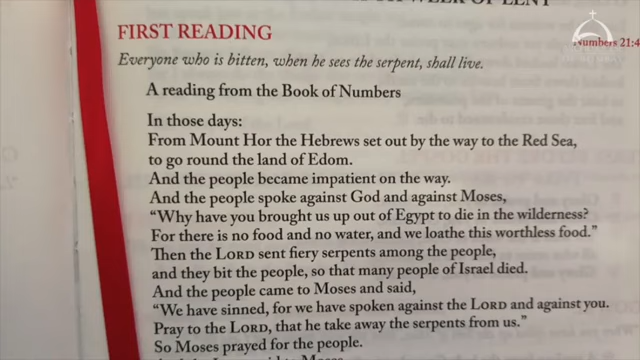 WEEK OF LENT
FIRST READING
Numbers 21:4
Everyone who is bitten, when he sees the serpent, shall live.
A reading from the Book of Numbers
In those days:
From Mount Hor the Hebrews set out by the way to the Red Sea,
to go round the land of Edom.
And the people became impatient on the way.
And the people spoke against God and against Moses,
“Why have you brought us up out of Egypt to die in the wilderness?
For there is no food and no water, and we loathe this worthless food.”
Then the LORD sent fiery serpents among the people,
and they bit the people, so that many people of Israel died.
And the people came to Moses and said,
“We have sinned, for we have spoken against the LORD and against you.
Pray to the LORD, that he take away the serpents from us.”
So Moses prayed for the people.